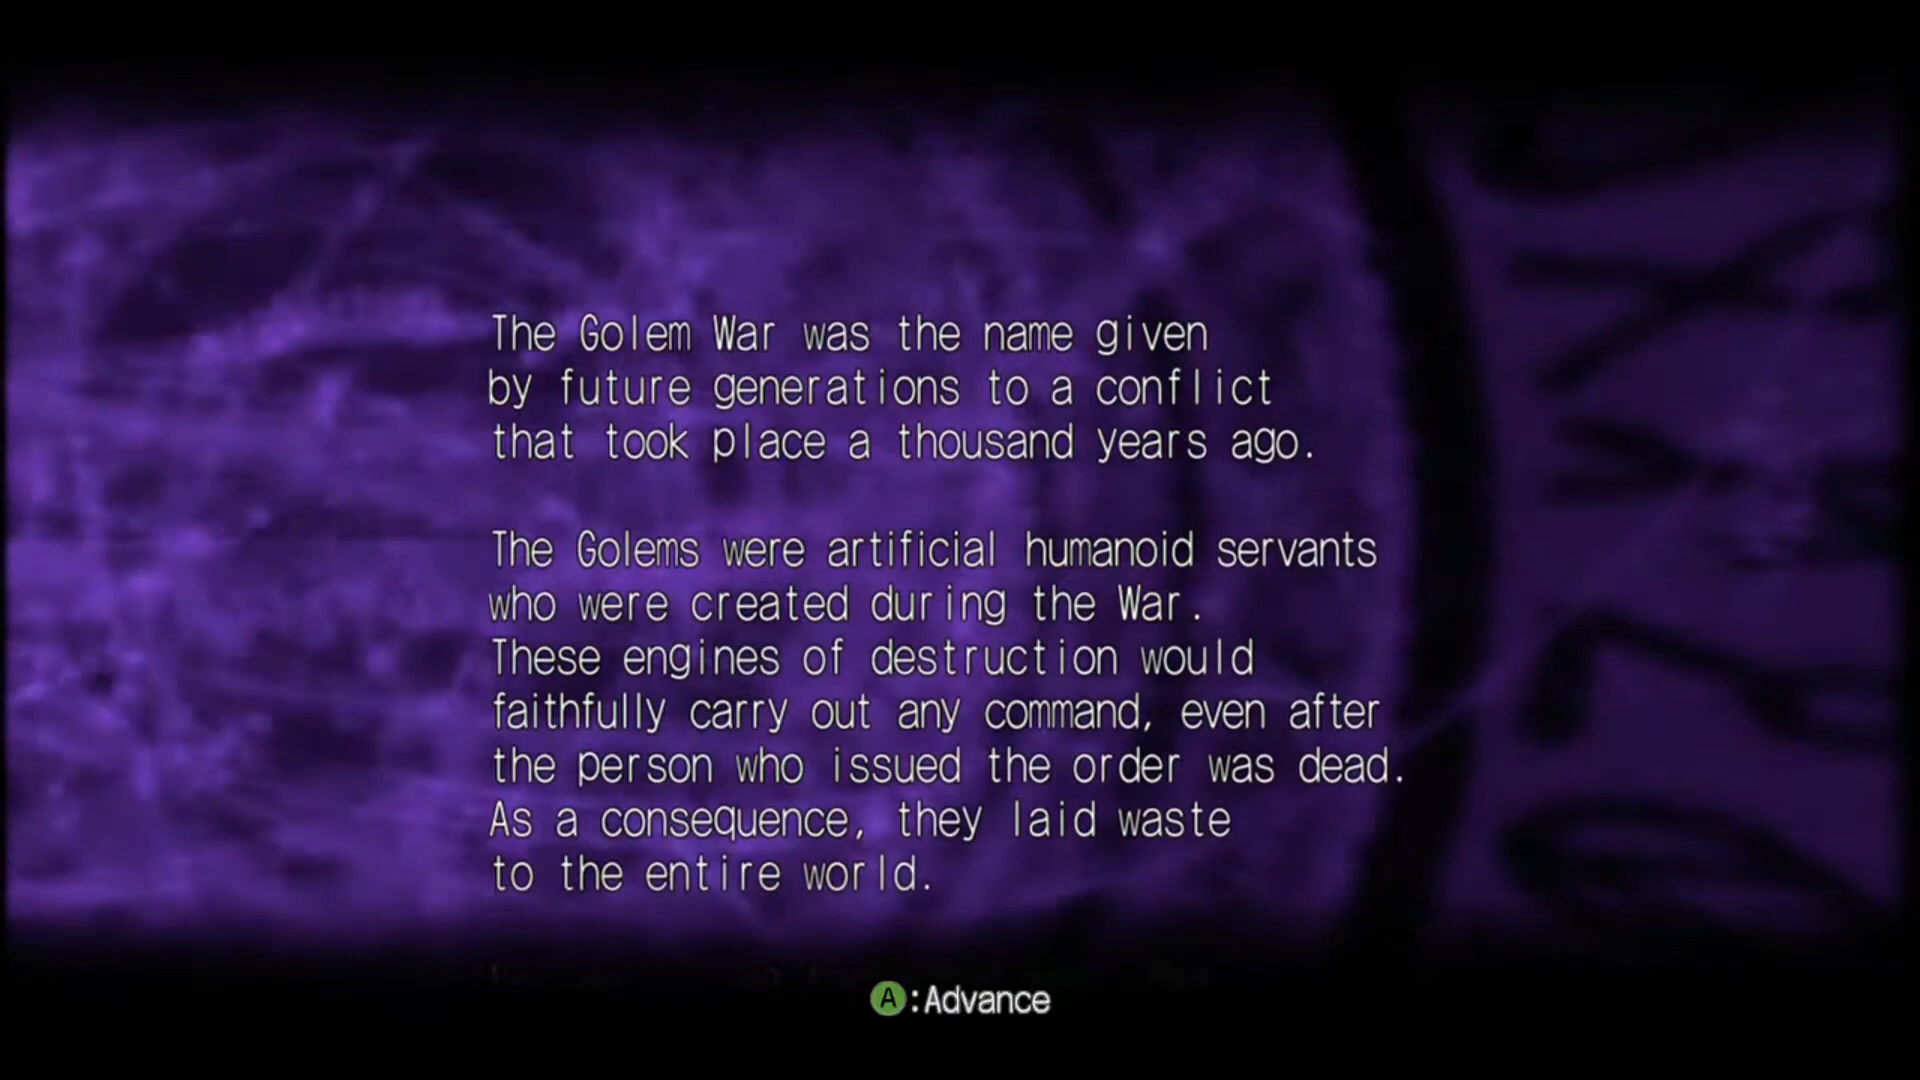 The Golem War was the name given
by future generations to a conflict
that took place a thousand years ago.
The Golems were artificial humanoid servants
who were created during the War.
These engines of destruction would
faithfully carry out any command, even after
the person who issued the order was dead.
As a consequence, they laid waste
to the entire world.
A:Advance